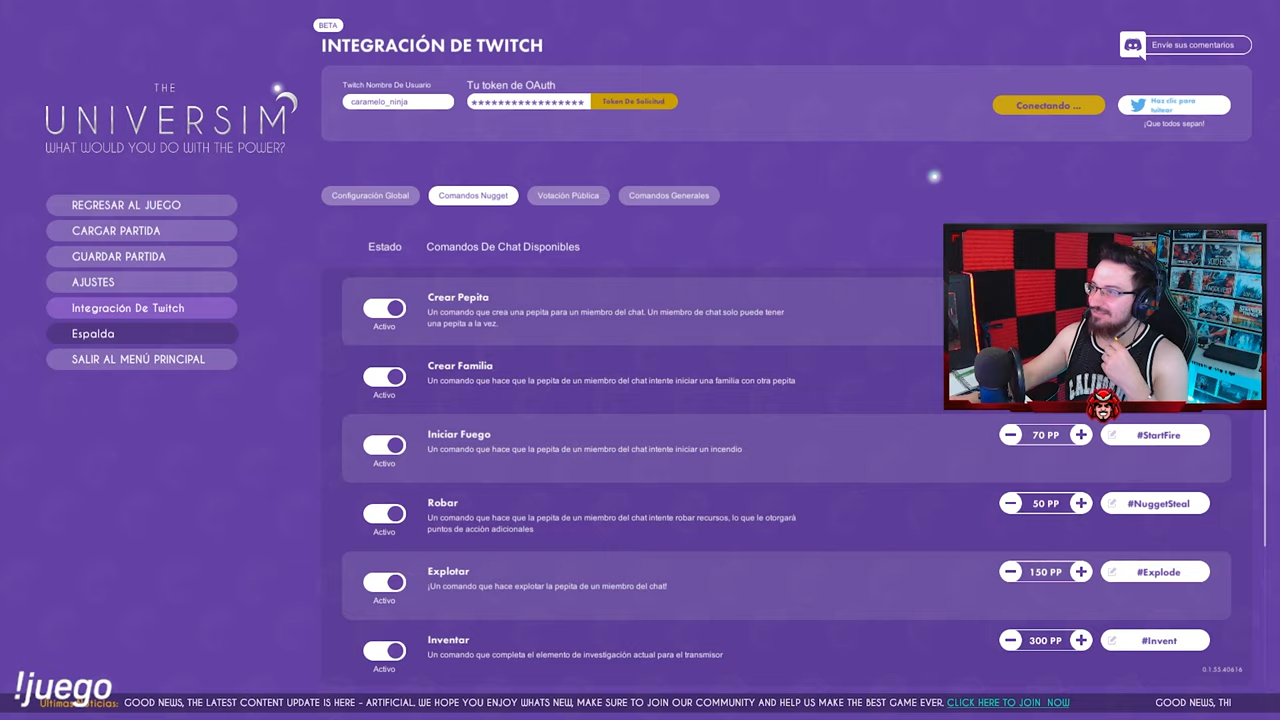 BETA
INTEGRACIÓN DE TWITCH
Envíe sus comentarios
Twitch Nombre De Usuario
Tu token de OAuth
caramelo_ninja
*****************
Token De Solicitud
Conectando ...
Haz clic para
tuitear
¡Que todos sepan!
THE
UNIVERSIM
WHAT WOULD YOU DO WITH THE POWER?
REGRESAR AL JUEGO
CARGAR PARTIDA
GUARDAR PARTIDA
AJUSTES
Integración De Twitch
Espalda
SALIR AL MENÚ PRINCIPAL
Configuración Global
Comandos Nugget
Votación Pública
Comandos Generales
Estado
Comandos De Chat Disponibles
Crear Pepita
Un comando que crea una pepita para un miembro del chat. Un miembro de chat solo puede tener
una pepita a la vez.
Activo
Crear Familia
Un comando que hace que la pepita de un miembro del chat intente iniciar una familia con otra pepita
Activo
Iniciar Fuego
Un comando que hace que la pepita de un miembro del chat intente iniciar un incendio
Activo
70 PP
#StartFire
Robar
Un comando que hace que la pepita de un miembro del chat intente robar recursos, lo que le otorgará
puntos de acción adicionales
Activo
50 PP
#NuggetSteal
Explotar
¡Un comando que hace explotar la pepita de un miembro del chat!
Activo
150 PP
#Explode
Inventar
Un comando que completa el elemento de investigación actual para el transmisor
Activo
300 PP
#Invent
0.1.55.40616
CALIFORNIA
!juego
Últimas Noticias:
GOOD NEWS, THE LATEST CONTENT UPDATE IS HERE - ARTIFICIAL. WE HOPE YOU ENJOY WHATS NEW, MAKE SURE TO JOIN OUR COMMUNITY AND HELP US MAKE THE BEST GAME EVER. CLICK HERE TO JOIN NOW
GOOD NEWS, THI